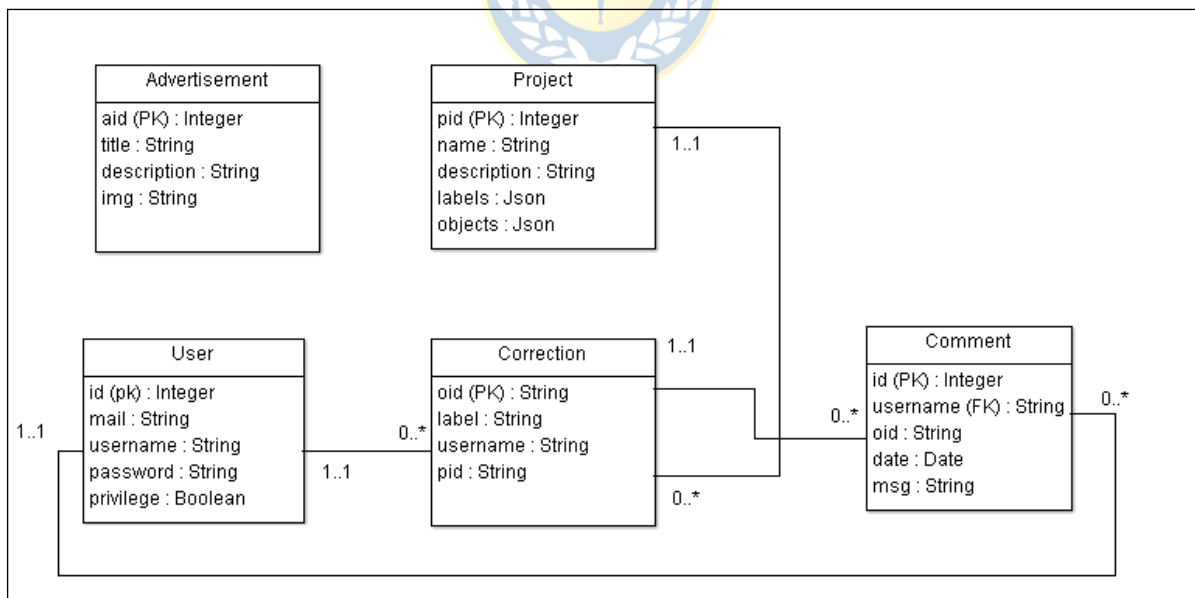 Advertisement
aid (PK) : Integer
title : String
description : String
img : String
Project
pid (PK) : Integer
name : String
description : String
labels : Json
objects : Json
1..1
User
id (pk) : Integer
mail : String
username : String
password : String
privilege : Boolean
1..1
1..1
Correction
oid (PK) : String
label : String
username : String
pid : String
0..*
1..1
0..*
Comment
id (PK) : Integer
username (FK) : String
oid : String
date : Date
msg : String
0..*
0..*